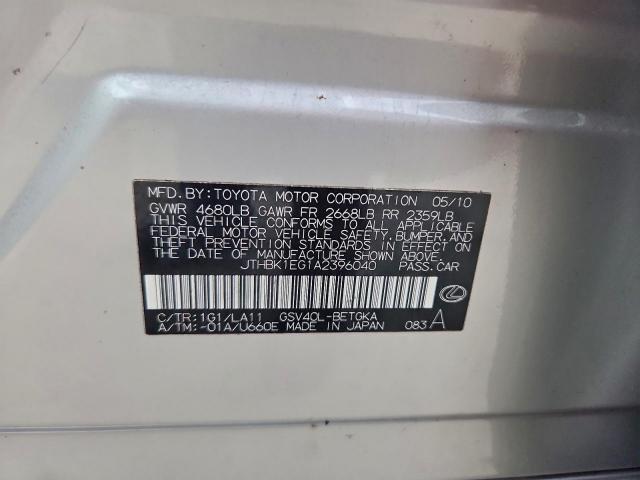 MFD. BY: TOYOTA MOTOR CORPORATION 05/10
GVWR 4680LB GAWR FR 2668LB RR 2359LB
THIS VEHICLE CONFORMS TO ALL APPLICABLE
FEDERAL MOTOR VEHICLE SAFETY, BUMPER, AND
THEFT PREVENTION STANDARDS IN EFFECT ON
THE DATE OF MANUFACTURE SHOWN ABOVE.
JTHBK1EG1A2396040 PASS.CAR
C/TR: 1G1/LA11 GSV40L-BETGKA
A/TM: -01A/U660E MADE IN JAPAN 083 A